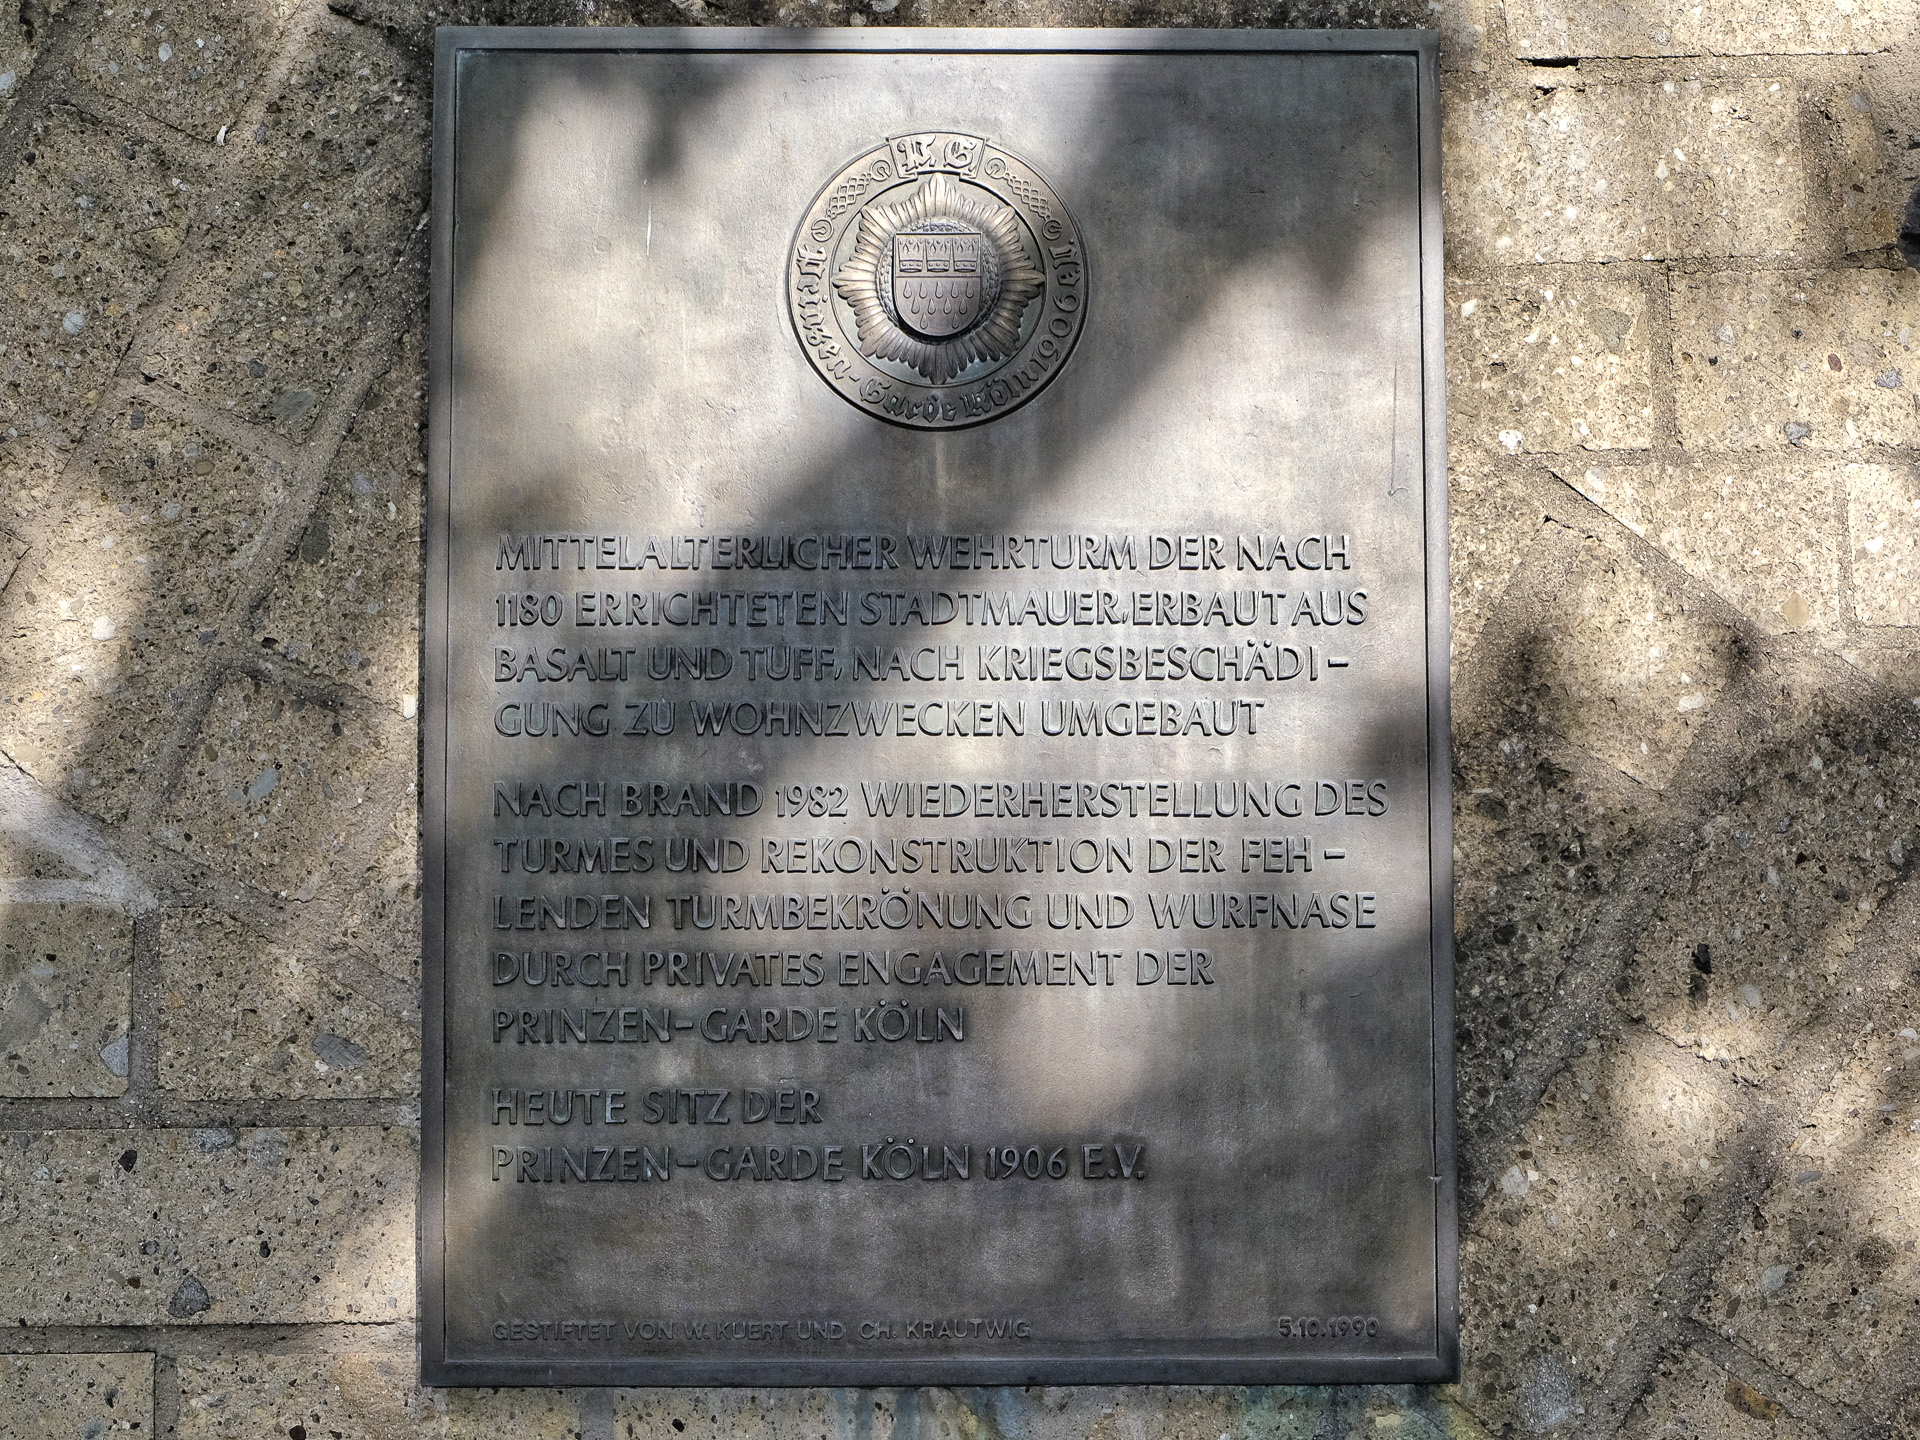 P. G.
Prinzen-Garde Köln 1906 e.V.
MITTELALTERLICHER WEHRTURM DER NACH
1180 ERRICHTETEN STADTMAUER, ERBAUT AUS
BASALT UND TUFF, NACH KRIEGSBESCHÄDI-
GUNG ZU WOHNZWECKEN UMGEBAUT
NACH BRAND 1982 WIEDERHERSTELLUNG DES
TURMES UND REKONSTRUKTION DER FEH-
LENDEN TURMBEKRÖNUNG UND WURFNASE
DURCH PRIVATES ENGAGEMENT DER
PRINZEN-GARDE KÖLN
HEUTE SITZ DER
PRINZEN-GARDE KÖLN 1906 E.V.
GESTIFTET VON W. KUERT UND CH. KRAUTWIG 5.10.1990